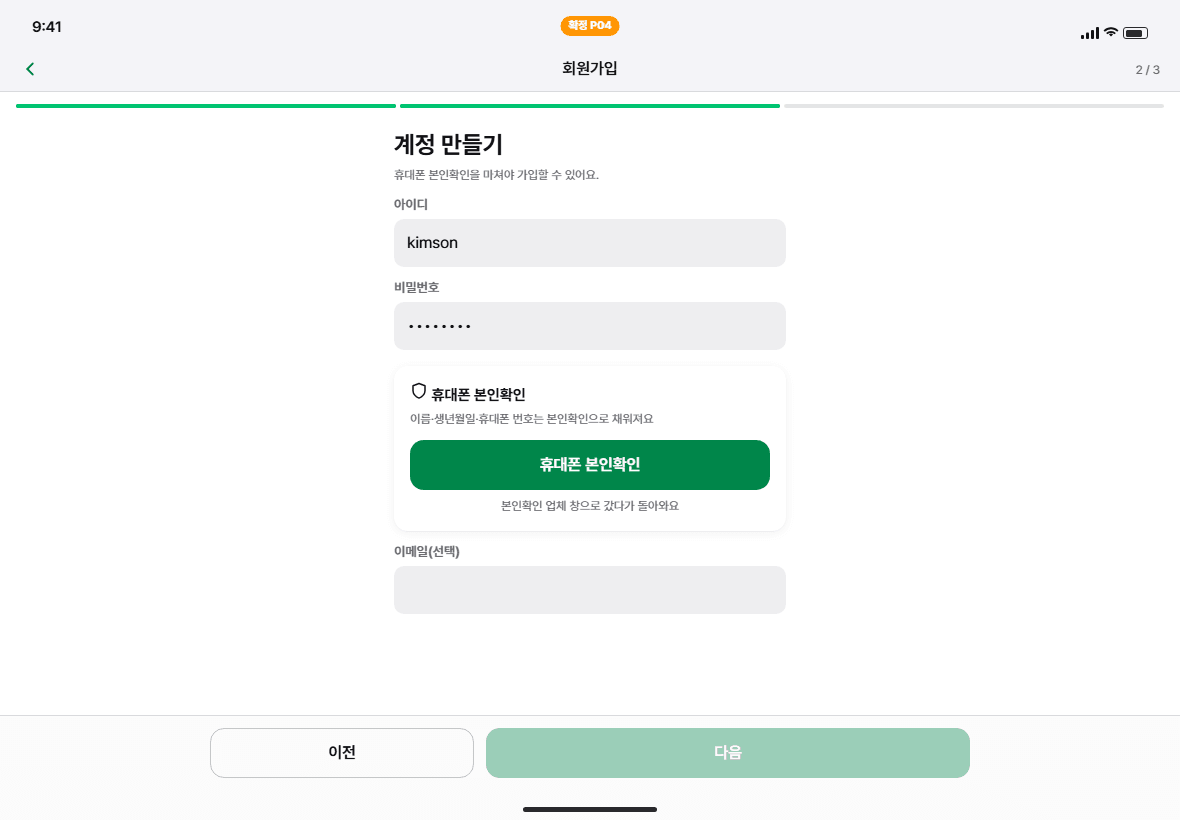 9:41
확정 P04
회원가입
2 / 3
계정 만들기
휴대폰 본인확인을 마쳐야 가입할 수 있어요.
아이디
kimson
비밀번호
••••••••
휴대폰 본인확인
이름·생년월일·휴대폰 번호는 본인확인으로 채워져요
휴대폰 본인확인
본인확인 업체 창으로 갔다가 돌아와요
이메일(선택)
이전
다음